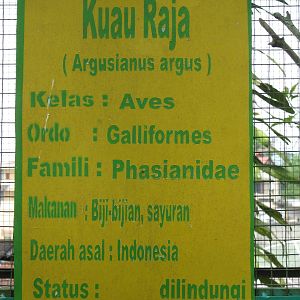 Kuau Raja
( Argusianus argus )
Kelas : Aves
Ordo : Galliformes
Famili : Phasianidae
Makanan : Biji-bijian, sayuran
Daerah asal : Indonesia
Status : dilindungi